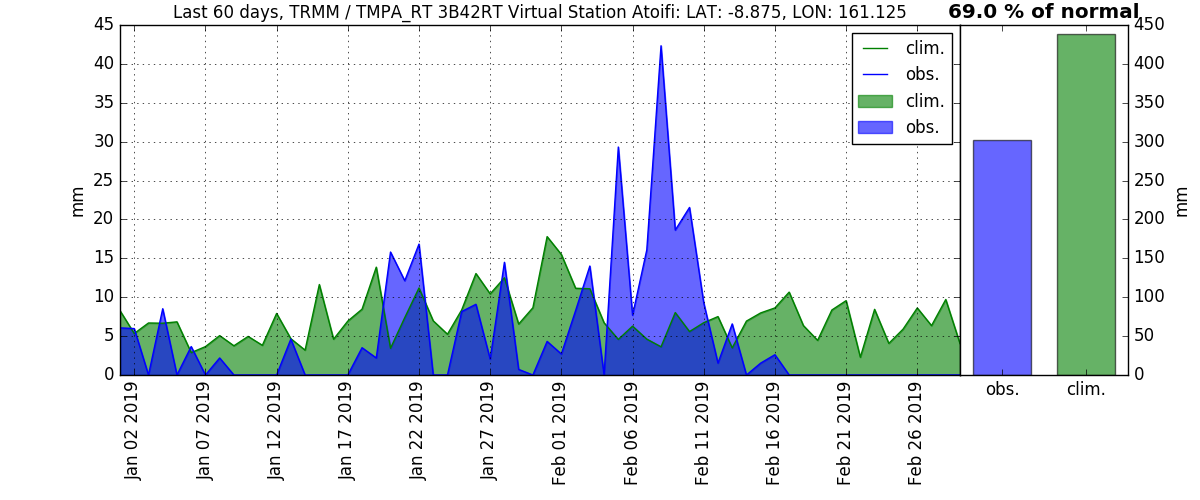 Last 60 days, TRMM / TMPA_RT 3B42RT Virtual Station Atoifi: LAT: -8.875, LON: 161.125
69.0 % of normal
45
40
35
30
25
20
15
10
5
0
mm
clim.
obs.
clim.
obs.
Jan 02 2019
Jan 07 2019
Jan 12 2019
Jan 17 2019
Jan 22 2019
Jan 27 2019
Feb 01 2019
Feb 06 2019
Feb 11 2019
Feb 16 2019
Feb 21 2019
Feb 26 2019
450
400
350
300
250
200
150
100
50
0
mm
obs.
clim.